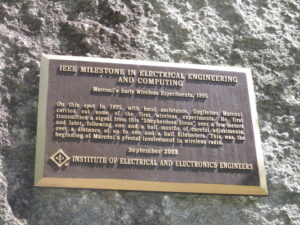 IEEE MILESTONE IN ELECTRICAL ENGINEERING
AND COMPUTING
Marconi's Early Wireless Experiments, 1895
On this spot in 1895, with local assistance, Guglielmo Marconi
carried out some of the first wireless experiments. He first
transmitted a signal from this "Shepherdess Stone" over a few meters
and later, following one and a half months of careful adjustments,
over a distance of up to one and a half kilometers. This was the
beginning of Marconi's pivotal involvement in wireless radio.
September 2003
INSTITUTE OF ELECTRICAL AND ELECTRONICS ENGINEERS